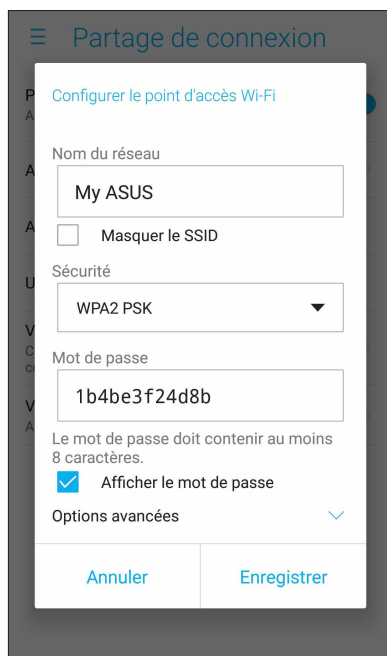 Partage de connexion
P
A
A
A
U
V
C
V
A
Configurer le point d'accès Wi-Fi
Nom du réseau
My ASUS
Masquer le SSID
Sécurité
WPA2 PSK
Mot de passe
1b4be3f24d8b
Le mot de passe doit contenir au moins
8 caractères.
Afficher le mot de passe
Options avancées
Annuler
Enregistrer